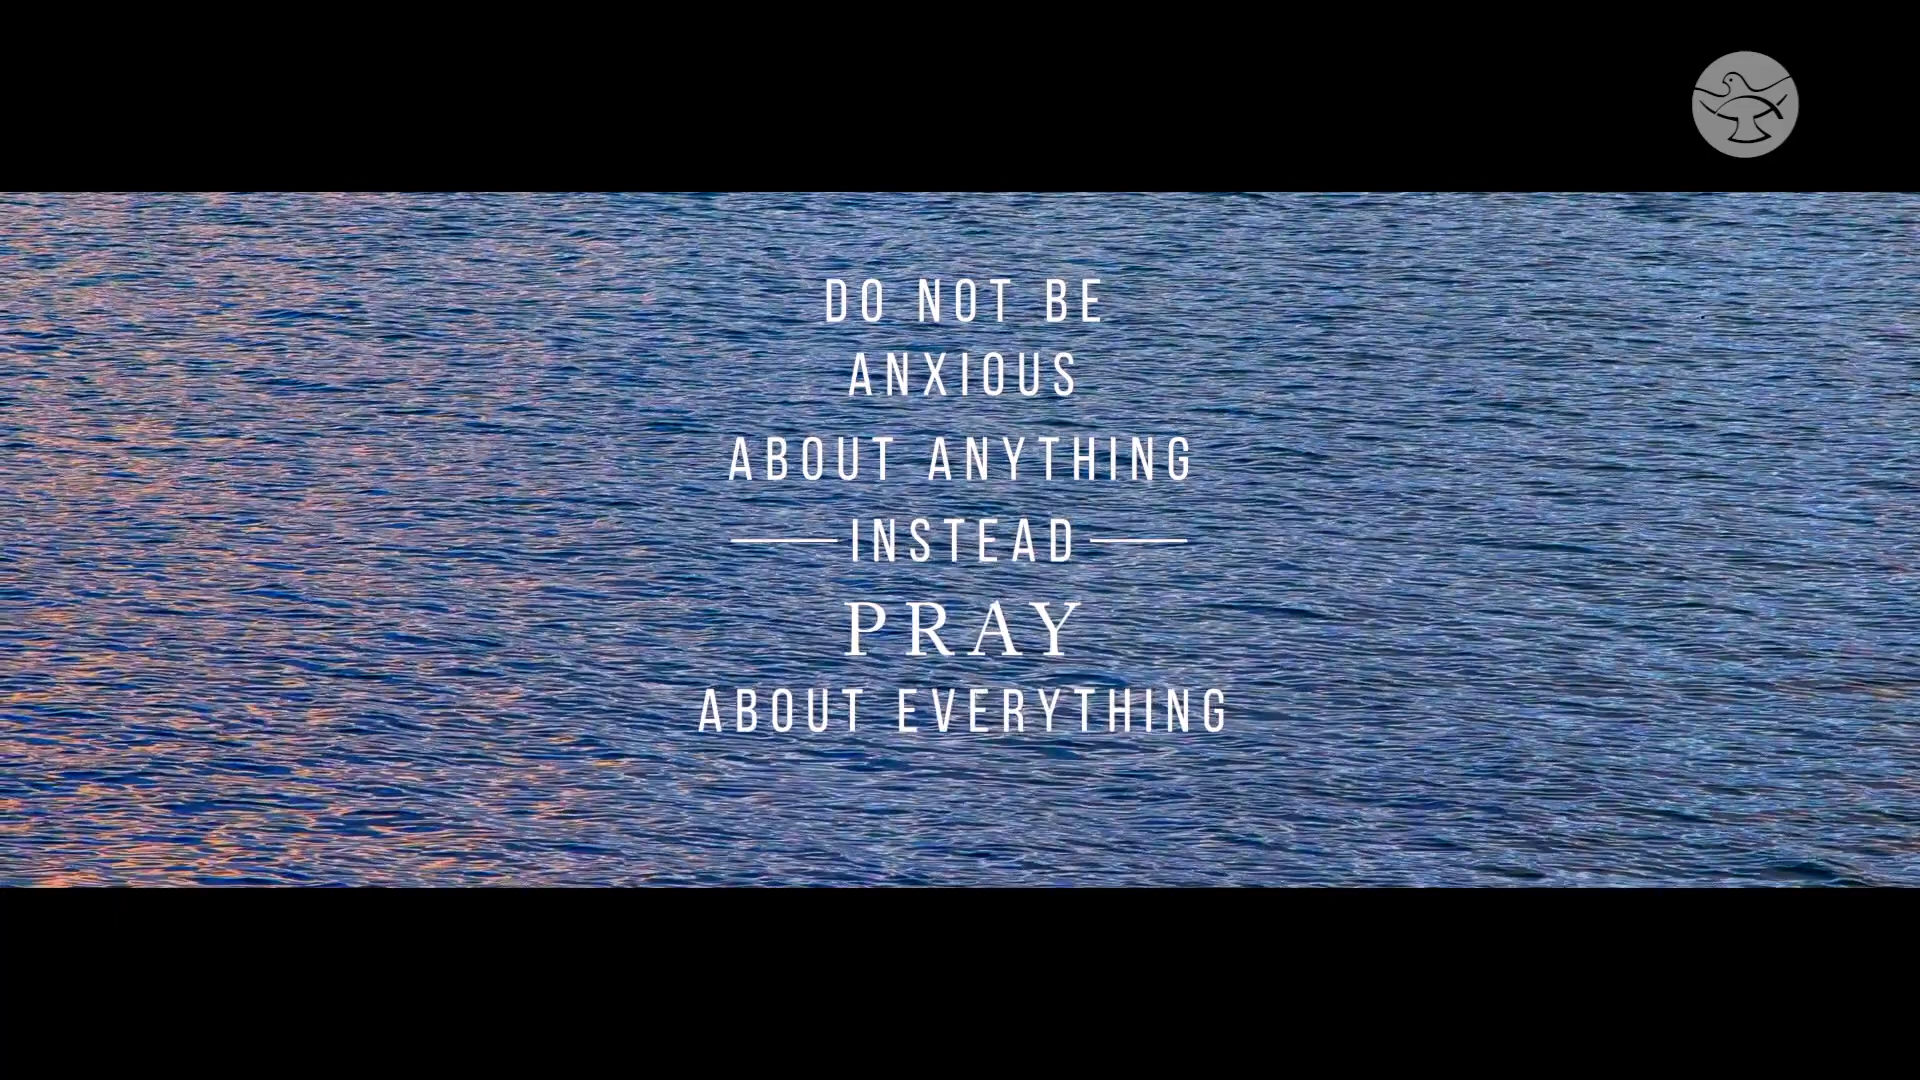 DO NOT BE
ANXIOUS
ABOUT ANYTHING
INSTEAD
PRAY
ABOUT EVERYTHING